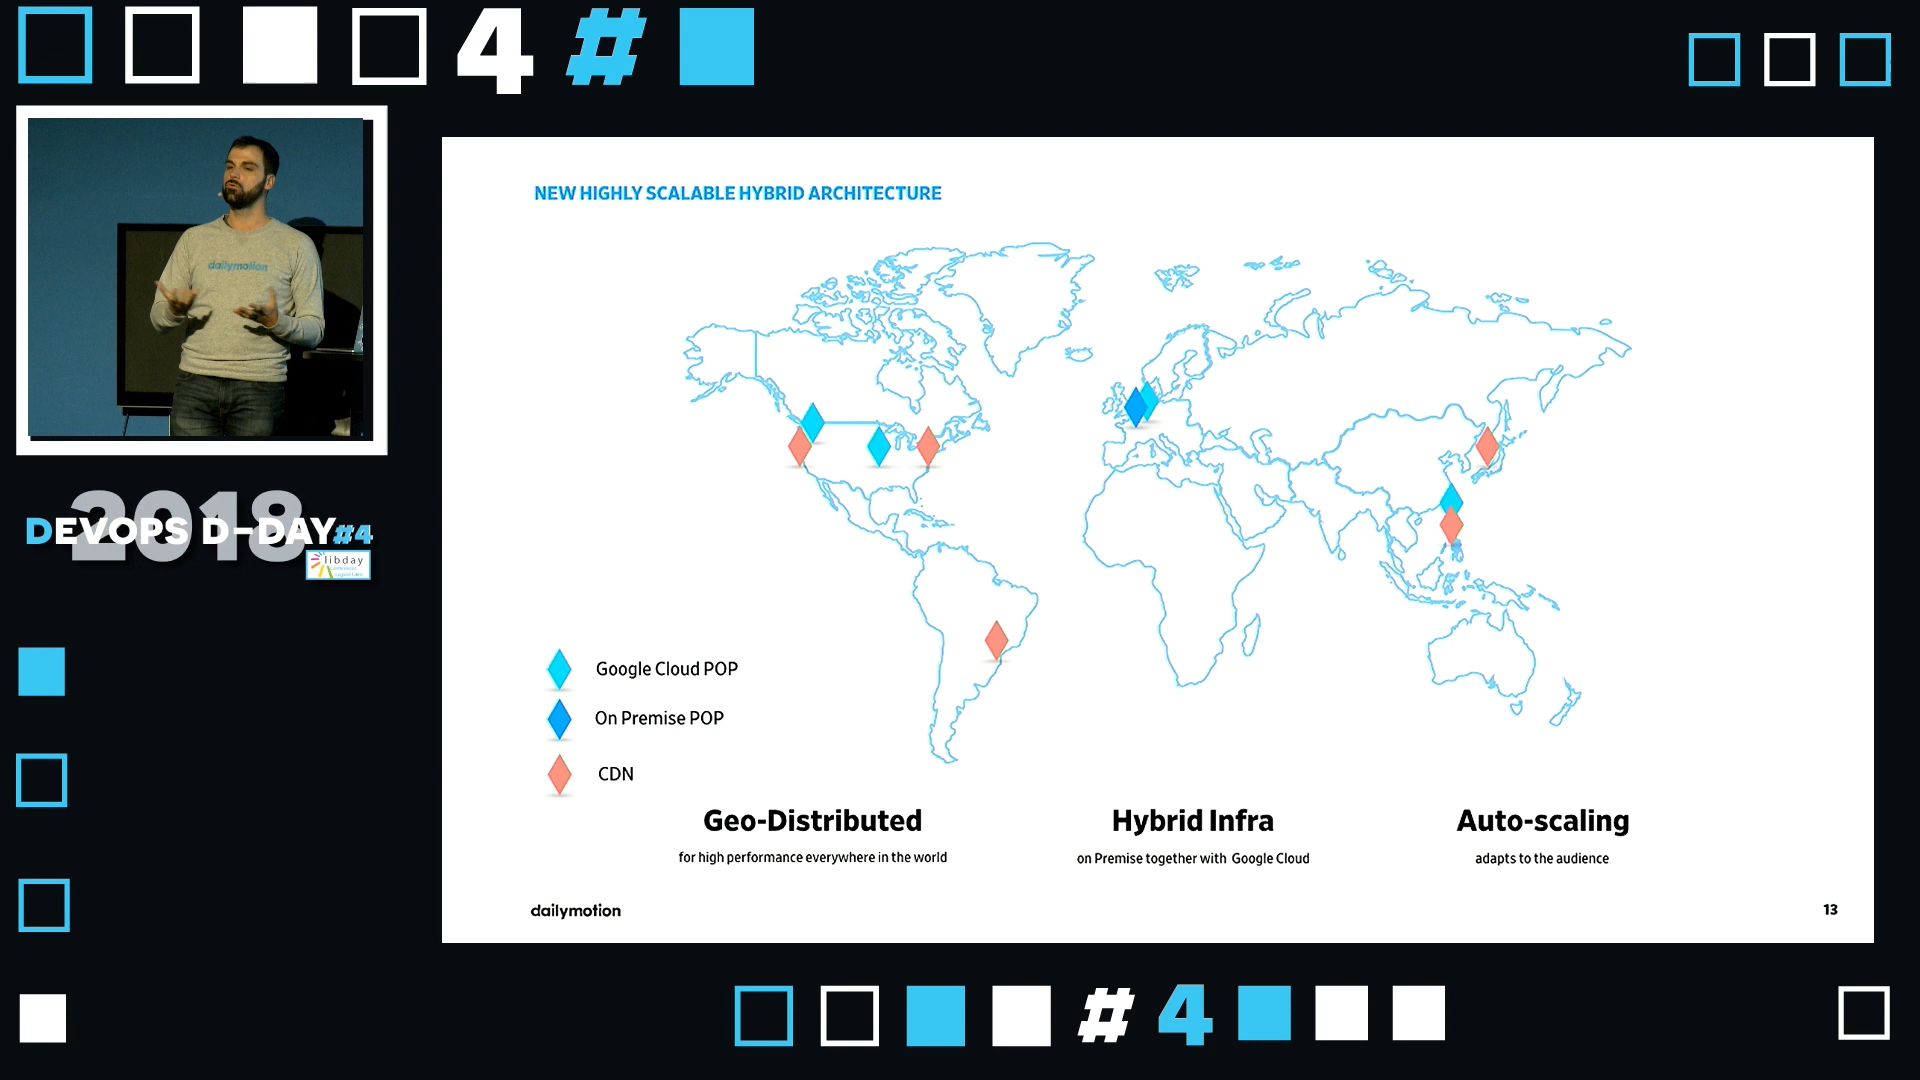 4 #
dailymotion
2018
DEVOPS D-DAY #4
libday
NEW HIGHLY SCALABLE HYBRID ARCHITECTURE
Google Cloud POP
On Premise POP
CDN
Geo-Distributed
for high performance everywhere in the world
Hybrid Infra
on Premise together with Google Cloud
Auto-scaling
adapts to the audience
dailymotion
13
# 4